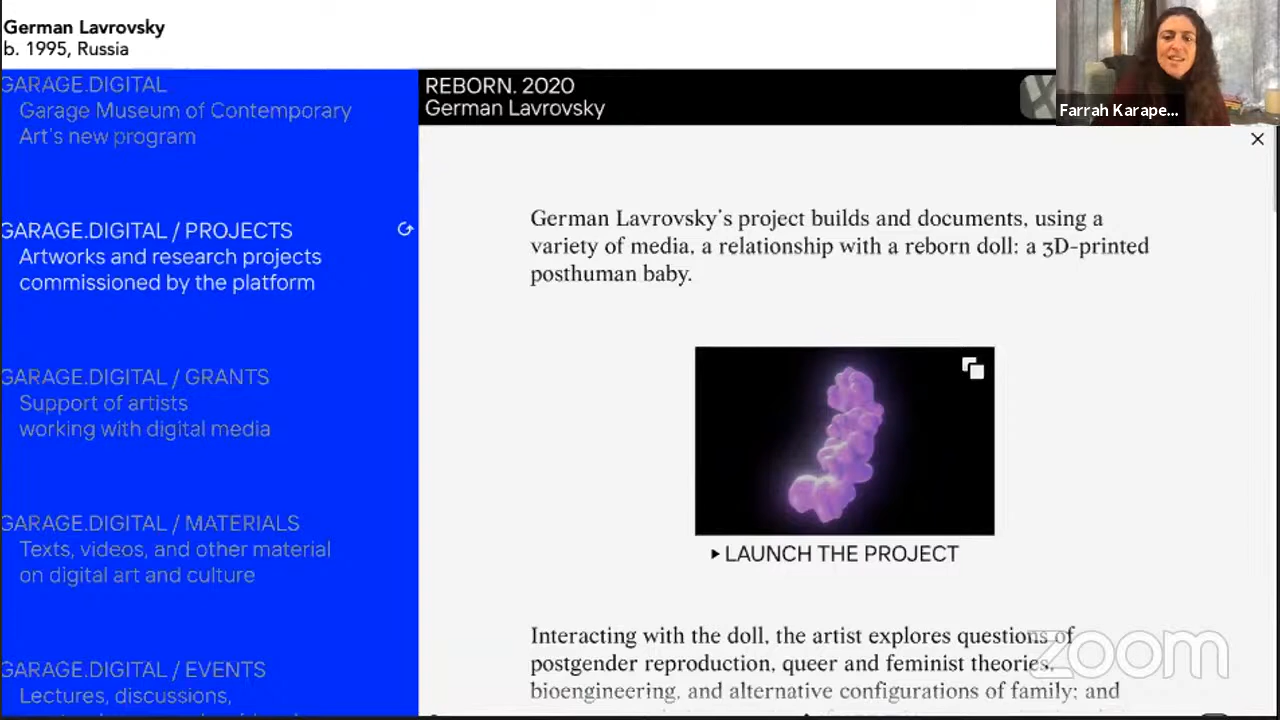 German Lavrovsky
b. 1995, Russia
GARAGE.DIGITAL
Garage Museum of Contemporary
Art's new program
GARAGE.DIGITAL / PROJECTS
Artworks and research projects
commissioned by the platform
GARAGE.DIGITAL / GRANTS
Support of artists
working with digital media
GARAGE.DIGITAL / MATERIALS
Texts, videos, and other material
on digital art and culture
GARAGE.DIGITAL / EVENTS
Lectures, discussions,
REBORN. 2020
German Lavrovsky
Farrah Karape...
German Lavrovsky's project builds and documents, using a
variety of media, a relationship with a reborn doll: a 3D-printed
posthuman baby.
LAUNCH THE PROJECT
Interacting with the doll, the artist explores questions of
postgender reproduction, queer and feminist theories,
bioengineering, and alternative configurations of family; and
zoom